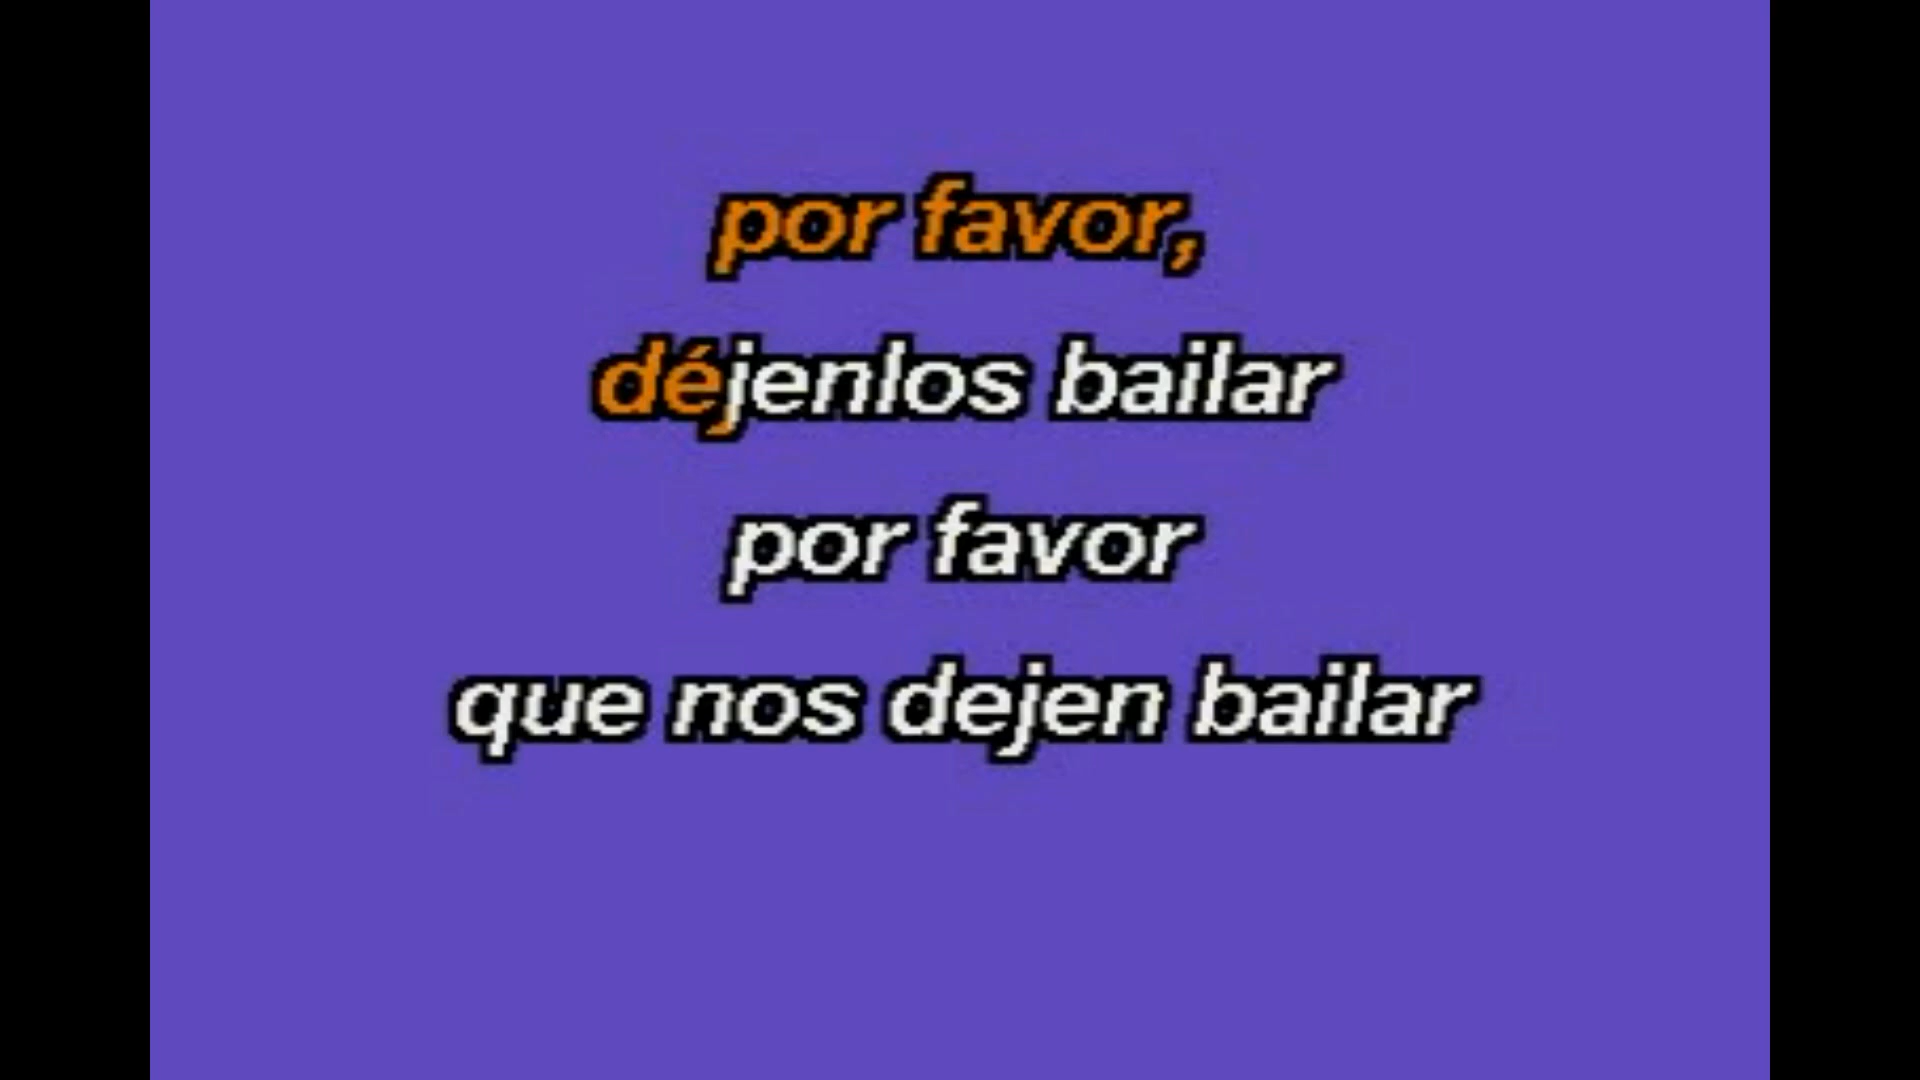 por favor,
déjenlos bailar
por favor
que nos dejen bailar